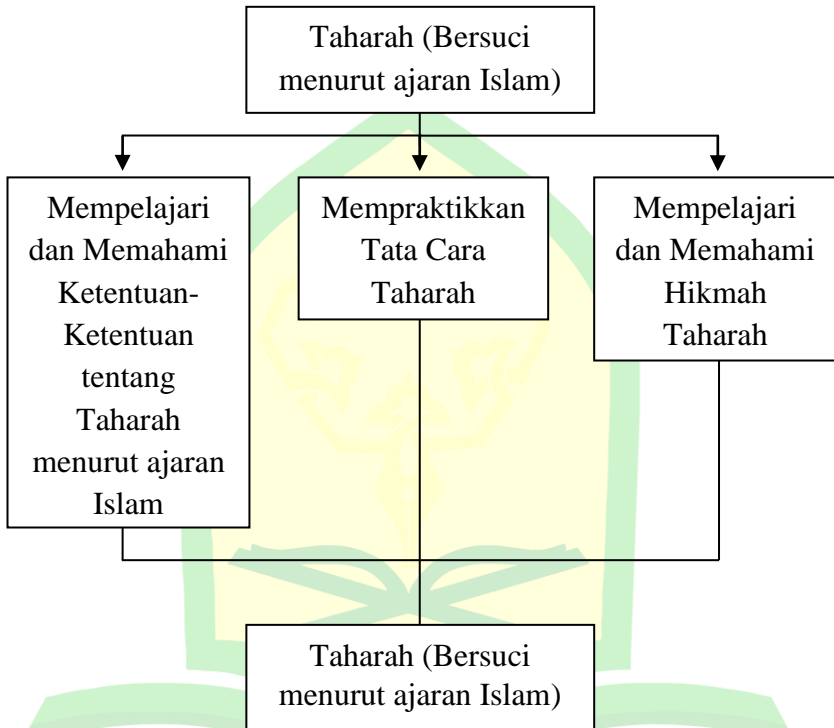 Taharah (Bersuci
menurut ajaran Islam)
Mempelajari
dan Memahami
Ketentuan-
Ketentuan
tentang
Taharah
menurut ajaran
Islam
Mempraktikkan
Tata Cara
Taharah
Mempelajari
dan Memahami
Hikmah
Taharah
Taharah (Bersuci
menurut ajaran Islam)